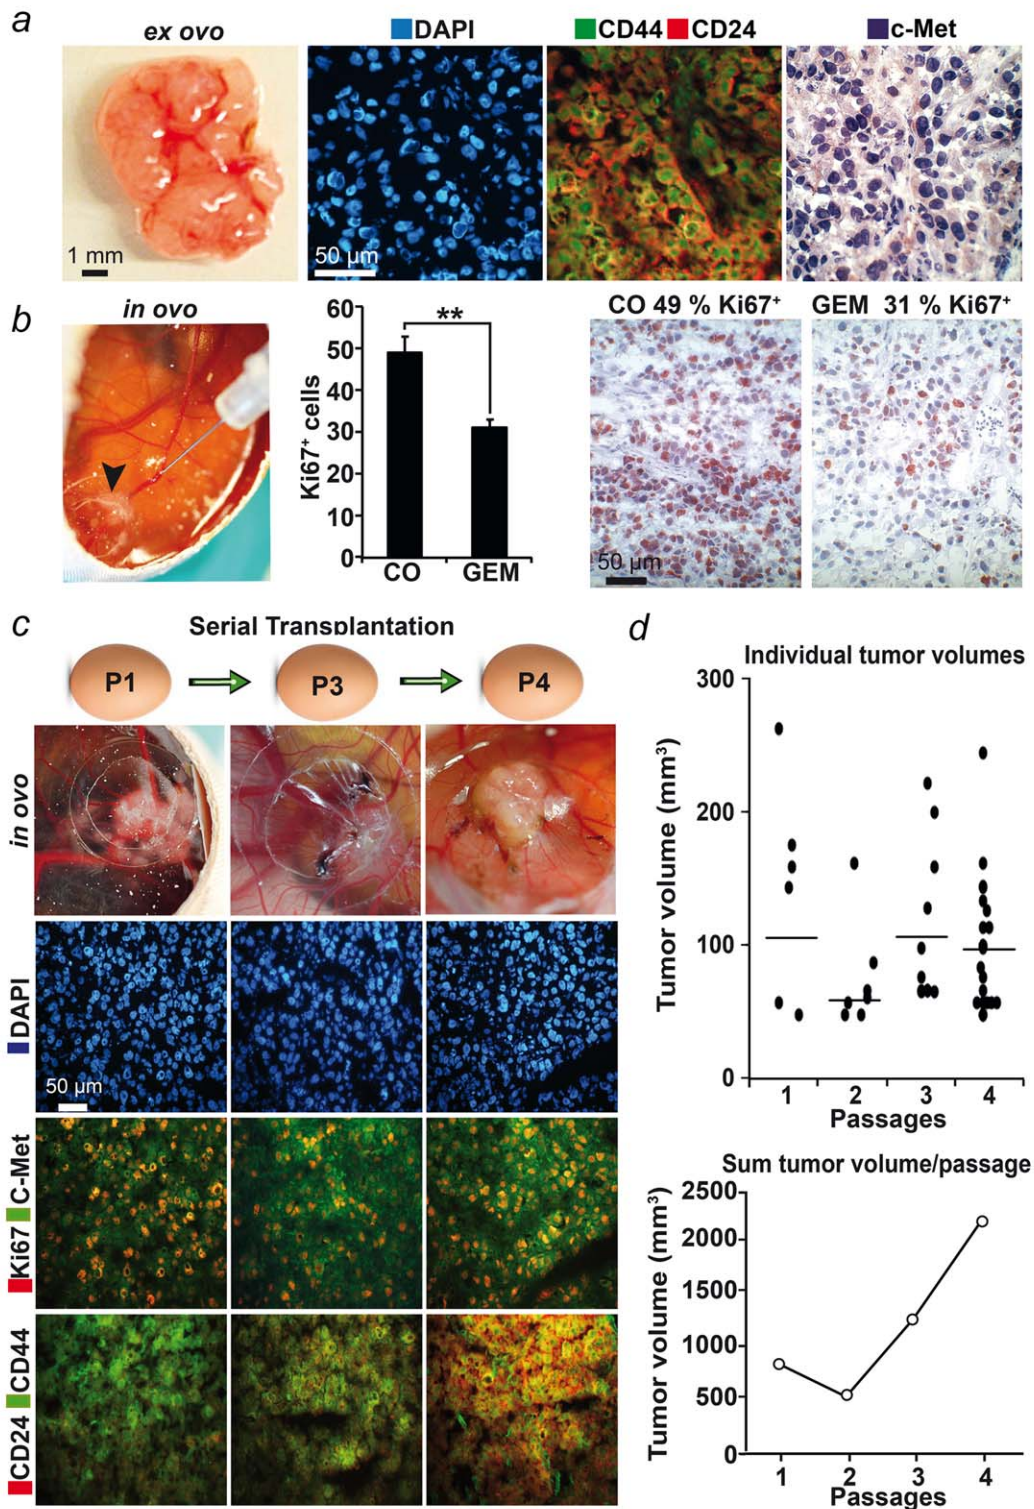 a
ex ovo
DAPI
CD44 CD24
c-Met
1 mm
50 µm
b
in ovo
60
50
40
30
20
10
0
Ki67⁺ cells
**
CO GEM
CO 49 % Ki67⁺
GEM 31 % Ki67⁺
50 µm
c
Serial Transplantation
P1
P3
P4
in ovo
DAPI
50 µm
Ki67 C-Met
CD24 CD44
d
Individual tumor volumes
Tumor volume (mm³)
300
200
100
0
1 2 3 4
Passages
Sum tumor volume/passage
Tumor volume (mm³)
2500
2000
1500
1000
500
0
1 2 3 4
Passages